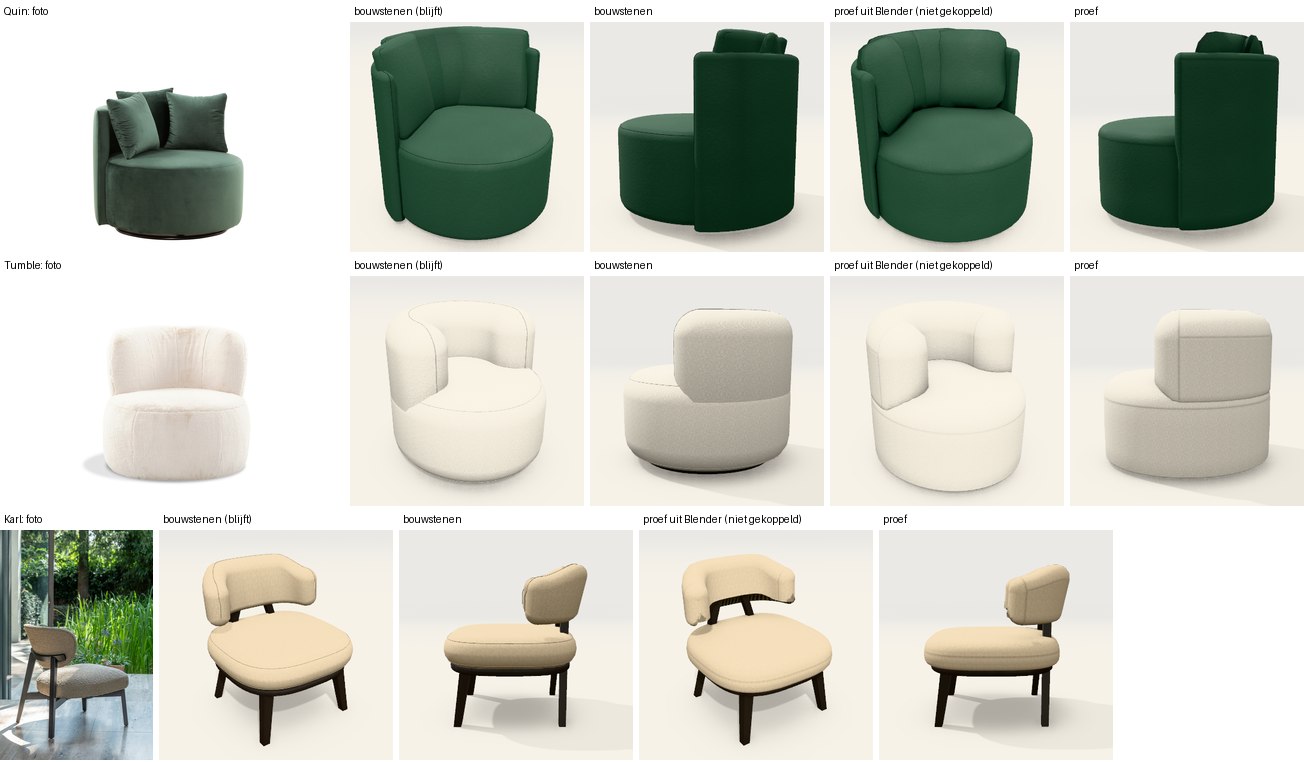 Quin: foto
bouwstenen (blijft)
bouwstenen
proef uit Blender (niet gekoppeld)
proef
Tumble: foto
bouwstenen (blijft)
bouwstenen
proef uit Blender (niet gekoppeld)
proef
Karl: foto
bouwstenen (blijft)
bouwstenen
proef uit Blender (niet gekoppeld)
proef